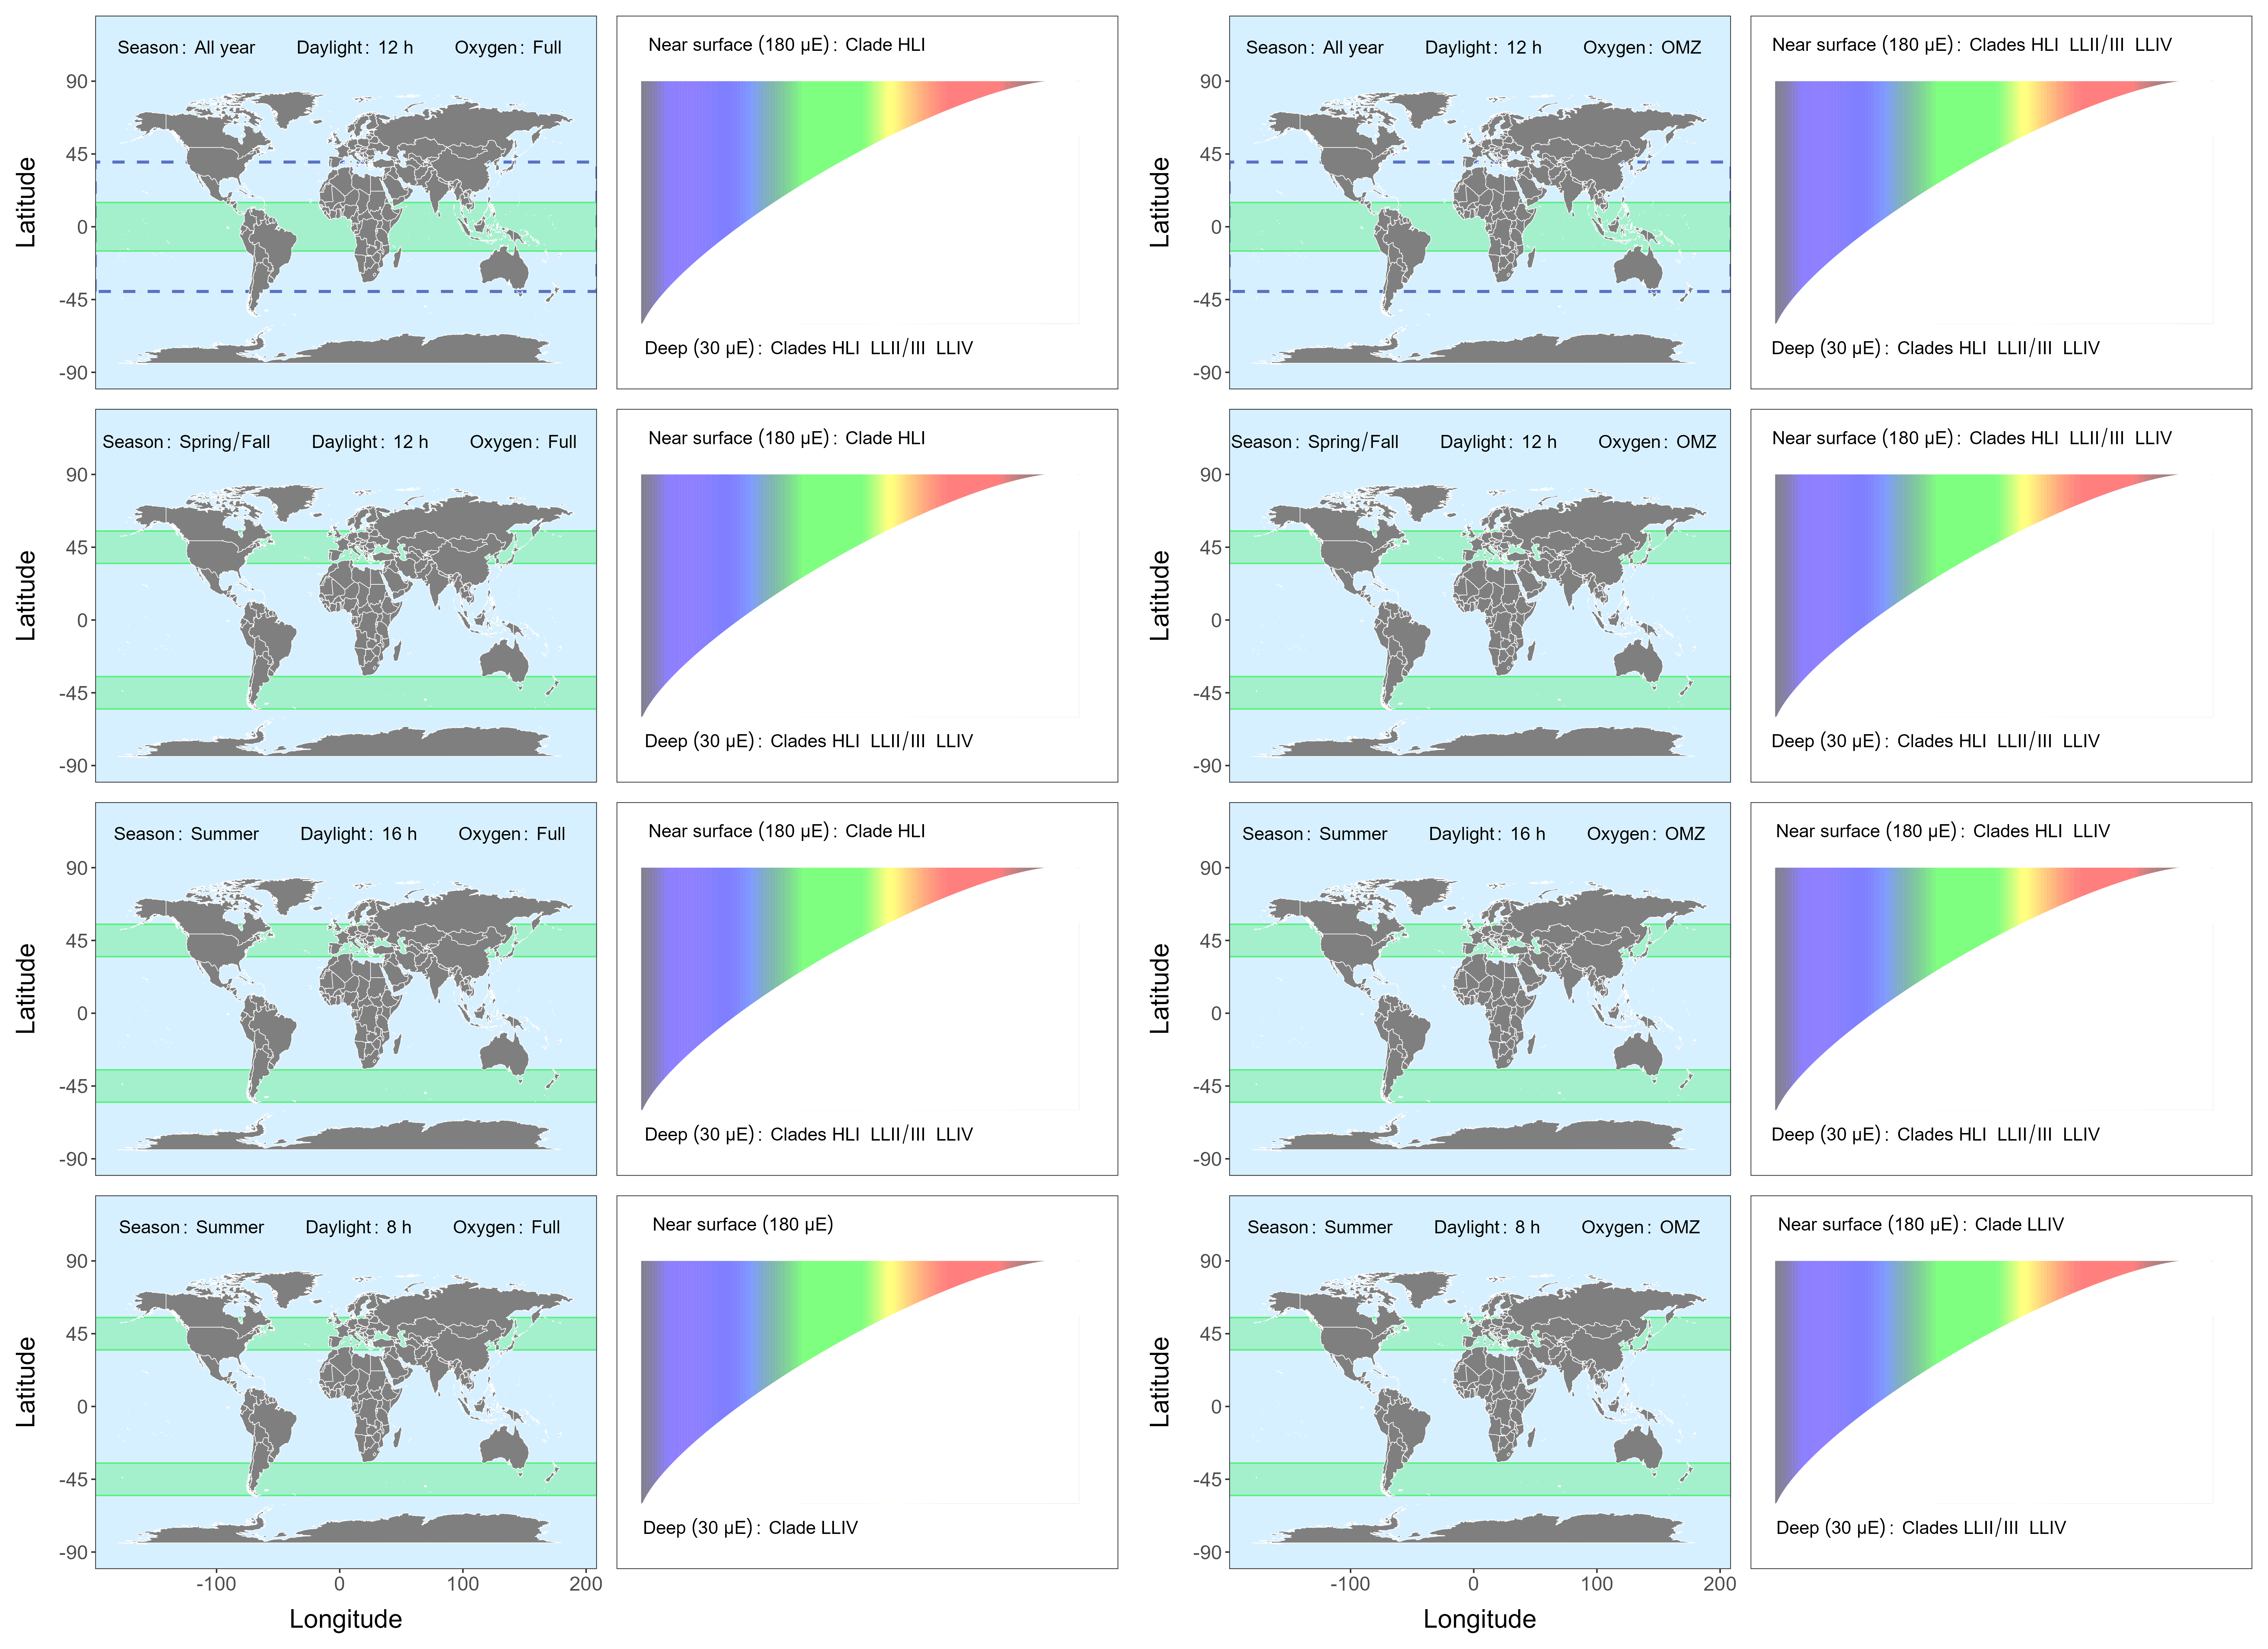 Season: All year Daylight: 12 h Oxygen: Full
Near surface (180 µE): Clade HLI
Deep (30 µE): Clades HLI LLII/III LLIV
Latitude
90
45
0
-45
-90
Season: All year Daylight: 12 h Oxygen: OMZ
Near surface (180 µE): Clades HLI LLII/III LLIV
Deep (30 µE): Clades HLI LLII/III LLIV
Latitude
90
45
0
-45
-90
Season: Spring/Fall Daylight: 12 h Oxygen: Full
Near surface (180 µE): Clade HLI
Deep (30 µE): Clades HLI LLII/III LLIV
Latitude
90
45
0
-45
-90
Season: Spring/Fall Daylight: 12 h Oxygen: OMZ
Near surface (180 µE): Clades HLI LLII/III LLIV
Deep (30 µE): Clades HLI LLII/III LLIV
Latitude
90
45
0
-45
-90
Season: Summer Daylight: 16 h Oxygen: Full
Near surface (180 µE): Clade HLI
Deep (30 µE): Clades HLI LLII/III LLIV
Latitude
90
45
0
-45
-90
Season: Summer Daylight: 16 h Oxygen: OMZ
Near surface (180 µE): Clades HLI LLIV
Deep (30 µE): Clades HLI LLII/III LLIV
Latitude
90
45
0
-45
-90
Season: Summer Daylight: 8 h Oxygen: Full
Near surface (180 µE)
Deep (30 µE): Clade LLIV
Latitude
90
45
0
-45
-90
-100 0 100 200
Longitude
Season: Summer Daylight: 8 h Oxygen: OMZ
Near surface (180 µE): Clade LLIV
Deep (30 µE): Clades LLII/III LLIV
Latitude
90
45
0
-45
-90
-100 0 100 200
Longitude